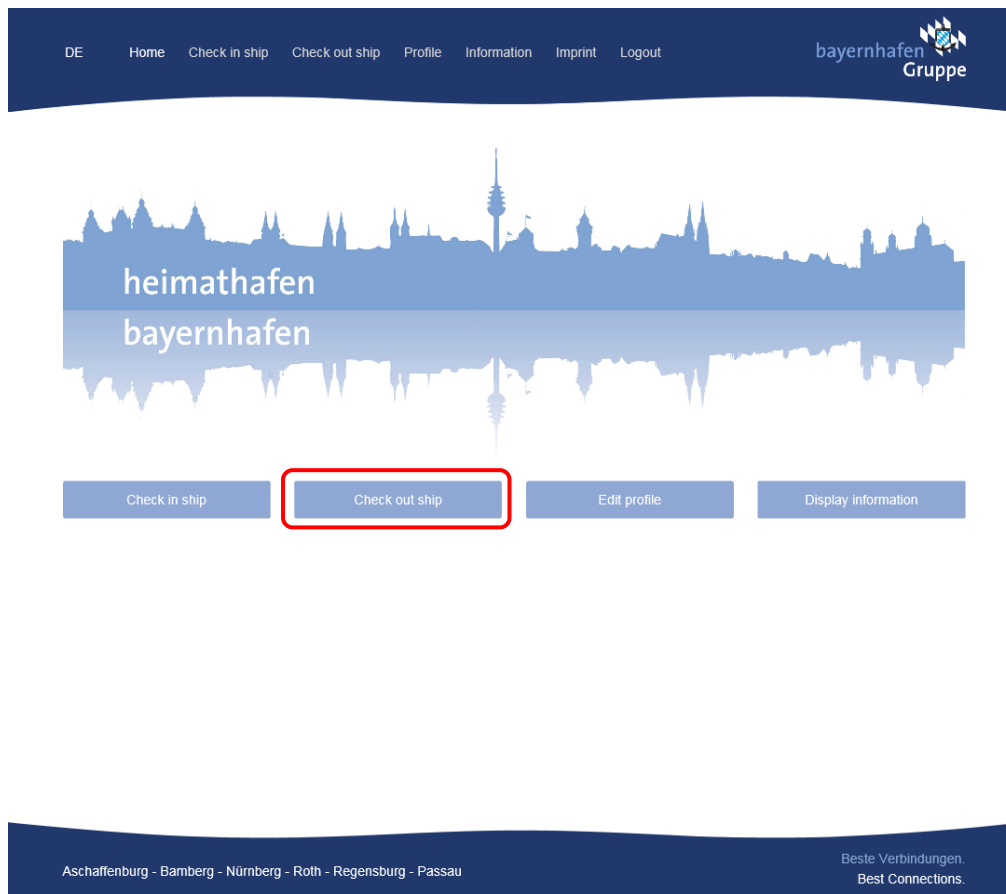 DE Home Check in ship Check out ship Profile Information Imprint Logout
bayernhafen
Gruppe
heimathafen
bayernhafen
Check in ship Check out ship Edit profile Display information
Aschaffenburg - Bamberg - Nürnberg - Roth - Regensburg - Passau
Beste Verbindungen.
Best Connections.